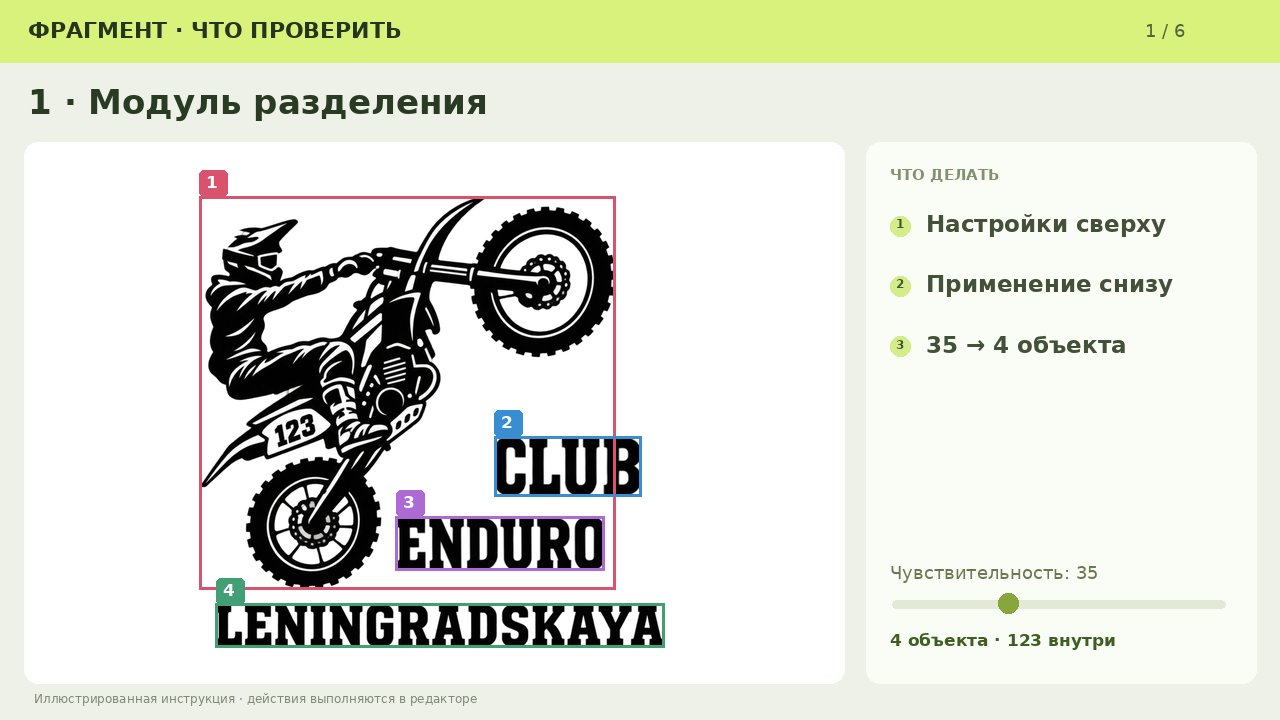 ФРАГМЕНТ · ЧТО ПРОВЕРИТЬ
1 / 6
1 · Модуль разделения
1
123
2
CLUB
3
ENDURO
4
LENINGRADSKAYA
ЧТО ДЕЛАТЬ
1 Настройки сверху
2 Применение снизу
3 35 → 4 объекта
Чувствительность: 35
4 объекта · 123 внутри
Иллюстрированная инструкция · действия выполняются в редакторе